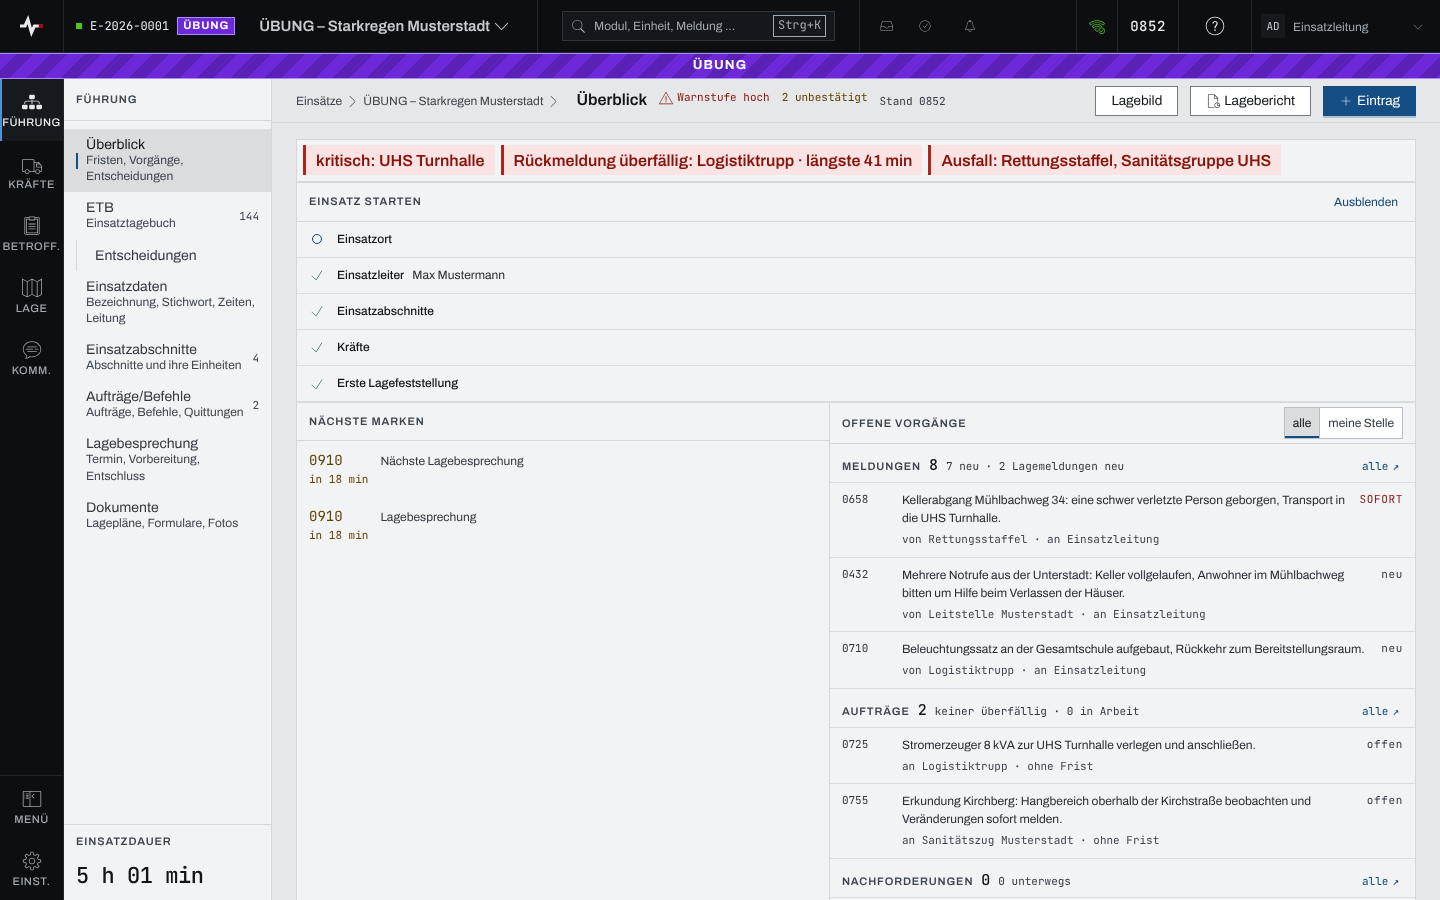 E-2026-0001 ÜBUNG
ÜBUNG – Starkregen Musterstadt
Modul, Einheit, Meldung ... Strg+K
0852
?
AD Einsatzleitung
ÜBUNG
FÜHRUNG
KRÄFTE
BETROFF.
LAGE
KOMM.
MENÜ
EINST.
FÜHRUNG
Überblick
Fristen, Vorgänge,
Entscheidungen
ETB
Einsatztagebuch
144
Entscheidungen
Einsatzdaten
Bezeichnung, Stichwort, Zeiten,
Leitung
Einsatzabschnitte
Abschnitte und ihre Einheiten
4
Aufträge/Befehle
Aufträge, Befehle, Quittungen
2
Lagebesprechung
Termin, Vorbereitung,
Entschluss
Dokumente
Lagepläne, Formulare, Fotos
EINSATZDAUER
5 h 01 min
Einsätze ÜBUNG – Starkregen Musterstadt Überblick Warnstufe hoch 2 unbestätigt Stand 0852
Lagebild
Lagebericht
+ Eintrag
kritisch: UHS Turnhalle
Rückmeldung überfällig: Logistiktrupp · längste 41 min
Ausfall: Rettungsstaffel, Sanitätsgruppe UHS
EINSATZ STARTEN
Ausblenden
Einsatzort
Einsatzleiter Max Mustermann
Einsatzabschnitte
Kräfte
Erste Lagefeststellung
NÄCHSTE MARKEN
0910 Nächste Lagebesprechung
in 18 min
0910 Lagebesprechung
in 18 min
OFFENE VORGÄNGE
alle meine Stelle
MELDUNGEN 8 7 neu · 2 Lagemeldungen neu alle ↗
0658 Kellerabgang Mühlbachweg 34: eine schwer verletzte Person geborgen, Transport in SOFORT
die UHS Turnhalle.
von Rettungsstaffel · an Einsatzleitung
0432 Mehrere Notrufe aus der Unterstadt: Keller vollgelaufen, Anwohner im Mühlbachweg neu
bitten um Hilfe beim Verlassen der Häuser.
von Leitstelle Musterstadt · an Einsatzleitung
0710 Beleuchtungssatz an der Gesamtschule aufgebaut, Rückkehr zum Bereitstellungsraum. neu
von Logistiktrupp · an Einsatzleitung
AUFTRÄGE 2 keiner überfällig · 0 in Arbeit alle ↗
0725 Stromerzeuger 8 kVA zur UHS Turnhalle verlegen und anschließen. offen
an Logistiktrupp · ohne Frist
0755 Erkundung Kirchberg: Hangbereich oberhalb der Kirchstraße beobachten und offen
Veränderungen sofort melden.
an Sanitätszug Musterstadt · ohne Frist
NACHFORDERUNGEN 0 0 unterwegs alle ↗